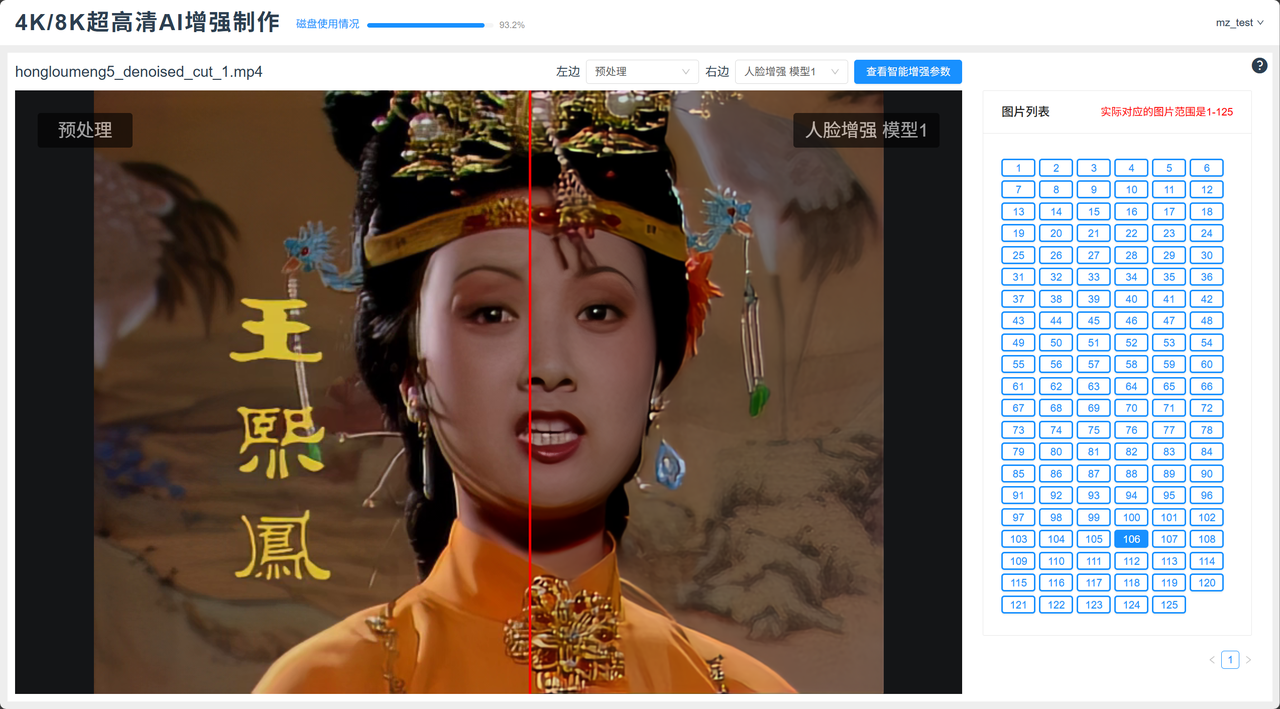 4K/8K超高清AI增强制作 磁盘使用情况 93.2% mz_test
hongloumeng5_denoised_cut_1.mp4 左边 预处理 右边 人脸增强 模型1 查看智能增强参数 ?
预处理 人脸增强 模型1
王
熙
鳳
图片列表 实际对应的图片范围是1-125
1 2 3 4 5 6
7 8 9 10 11 12
13 14 15 16 17 18
19 20 21 22 23 24
25 26 27 28 29 30
31 32 33 34 35 36
37 38 39 40 41 42
43 44 45 46 47 48
49 50 51 52 53 54
55 56 57 58 59 60
61 62 63 64 65 66
67 68 69 70 71 72
73 74 75 76 77 78
79 80 81 82 83 84
85 86 87 88 89 90
91 92 93 94 95 96
97 98 99 100 101 102
103 104 105 106 107 108
109 110 111 112 113 114
115 116 117 118 119 120
121 122 123 124 125
< 1 >